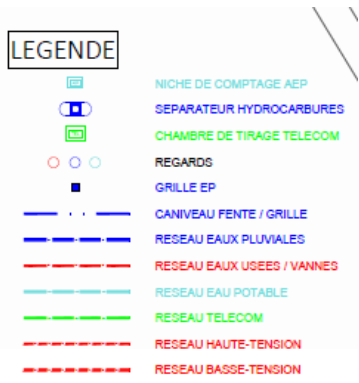 LEGENDE
NICHE DE COMPTAGE AEP
SEPARATEUR HYDROCARBURES
CHAMBRE DE TIRAGE TELECOM
REGARDS
GRILLE EP
CANIVEAU FENTE / GRILLE
RESEAU EAUX PLUVIALES
RESEAU EAUX USEES / VANNES
RESEAU EAU POTABLE
RESEAU TELECOM
RESEAU HAUTE-TENSION
RESEAU BASSE-TENSION